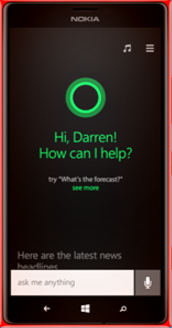 NOKIA
Hi, Darren!
How can I help?
try "What's the forecast?"
see more
Here are the latest news
headlines
ask me anything